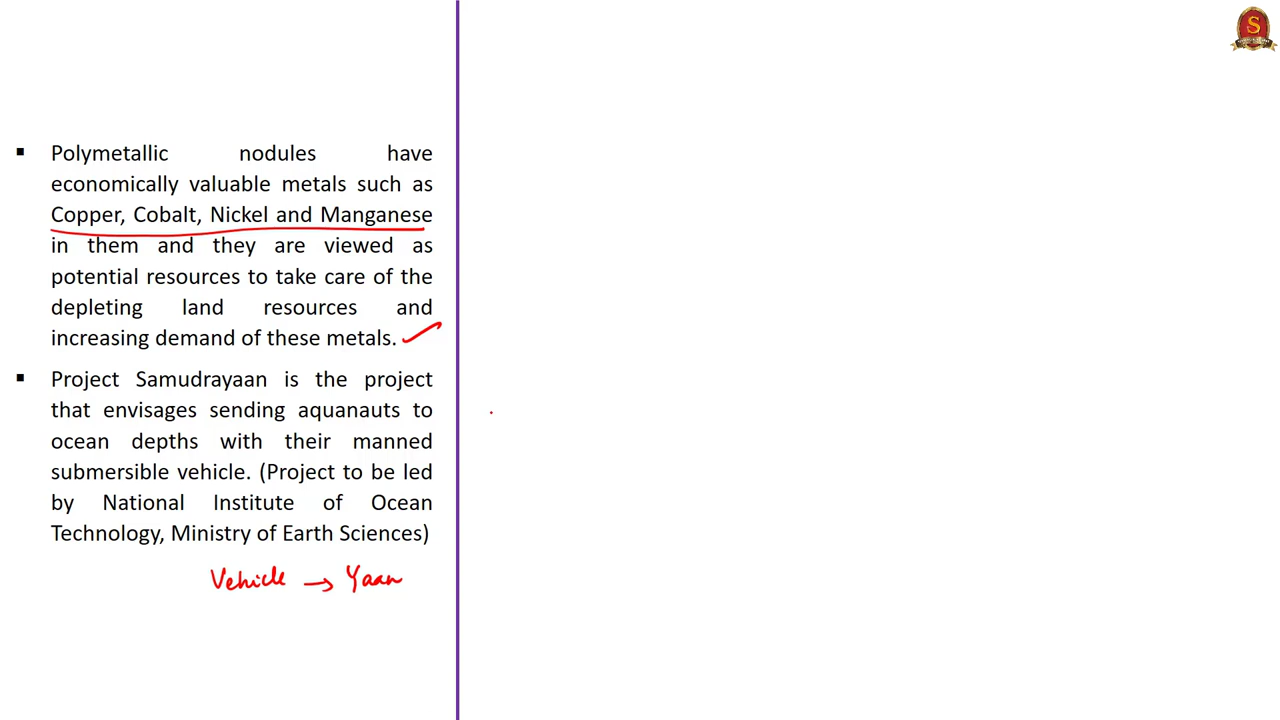 S
▪ Polymetallic nodules have
economically valuable metals such as
Copper, Cobalt, Nickel and Manganese
in them and they are viewed as
potential resources to take care of the
depleting land resources and
increasing demand of these metals.
▪ Project Samudrayaan is the project
that envisages sending aquanauts to
ocean depths with their manned
submersible vehicle. (Project to be led
by National Institute of Ocean
Technology, Ministry of Earth Sciences)
Vehicle → Yaan